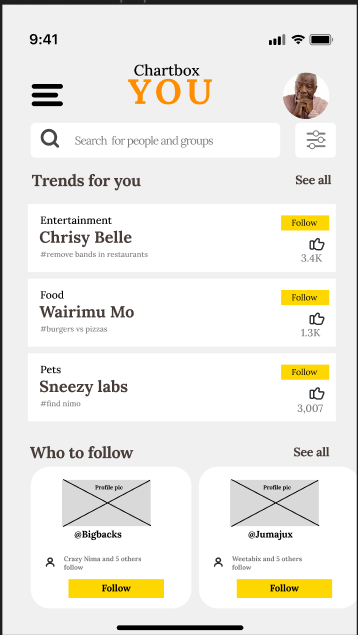 9:41
Chartbox
YOU
Search for people and groups
Trends for you See all
Entertainment
Follow
Chrisy Belle
#remove bands in restaurants
3.4K
Food
Follow
Wairimu Mo
#burgers vs pizzas
1.3K
Pets
Follow
Sneezy labs
#find nimo
3,007
Who to follow See all
Profile pic
@Bigbacks
Crazy Nima and 5 others
follow
Follow
Profile pic
@Jumajux
Weetabix and 5 others
follow
Follow